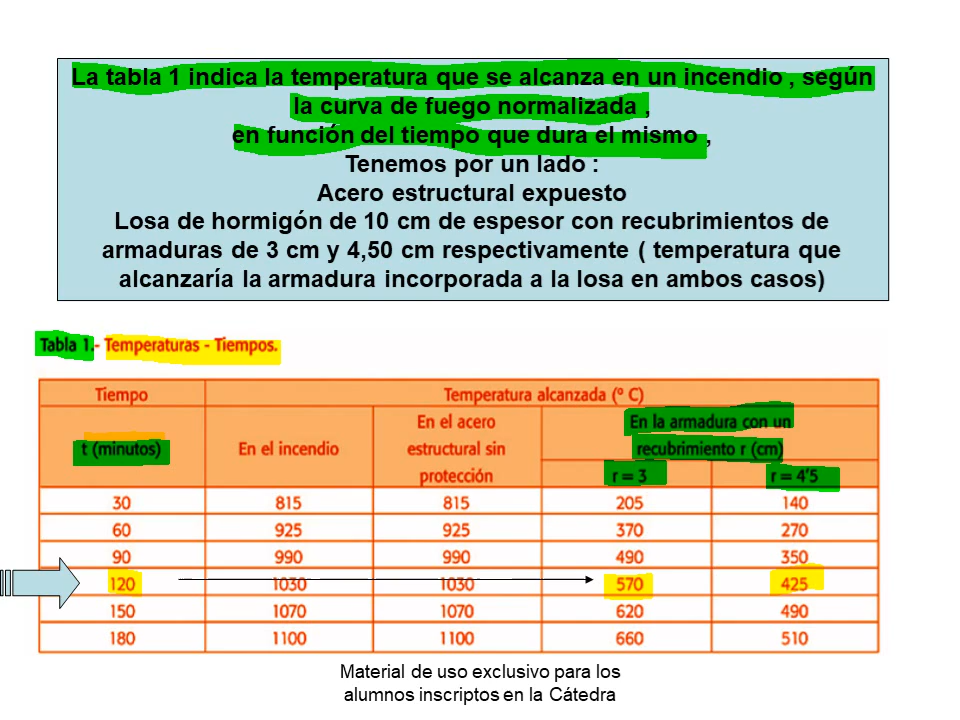 La tabla 1 indica la temperatura que se alcanza en un incendio , según
la curva de fuego normalizada ,
en función del tiempo que dura el mismo ,
Tenemos por un lado :
Acero estructural expuesto
Losa de hormigón de 10 cm de espesor con recubrimientos de
armaduras de 3 cm y 4,50 cm respectivamente ( temperatura que
alcanzaría la armadura incorporada a la losa en ambos casos)
Tabla 1.- Temperaturas - Tiempos.
Tiempo Temperatura alcanzada (º C)
t (minutos) En el incendio En el acero estructural sin protección En la armadura con un recubrimiento r (cm)
r = 3 r = 4'5
30 815 815 205 140
60 925 925 370 270
90 990 990 490 350
120 1030 1030 570 425
150 1070 1070 620 490
180 1100 1100 660 510
Material de uso exclusivo para los
alumnos inscriptos en la Cátedra